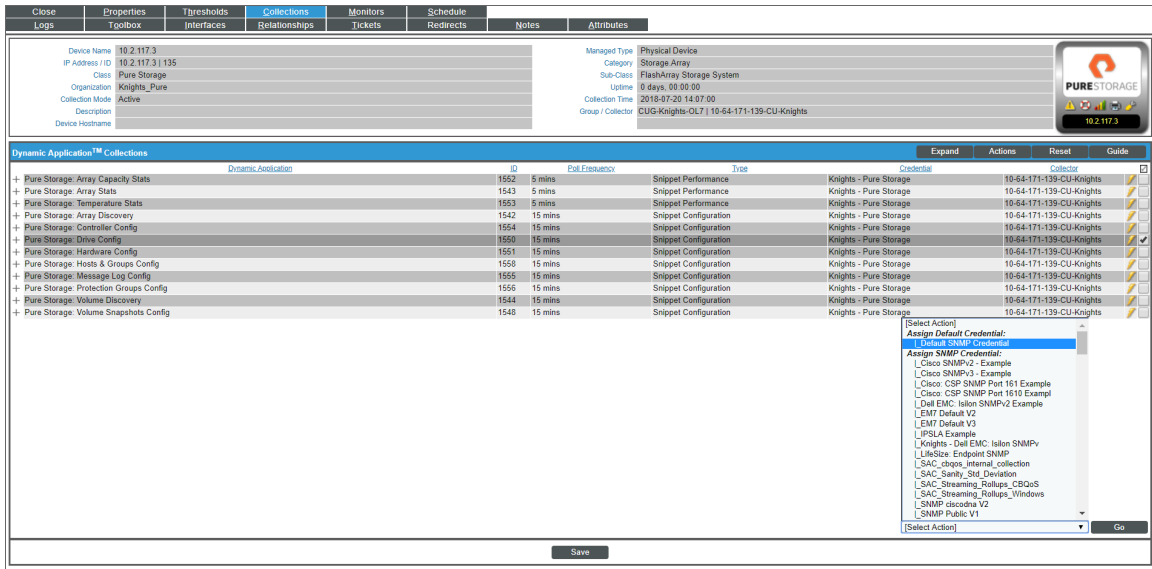 Close Properties Thresholds Collections Monitors Schedule
Logs Toolbox Interfaces Relationships Tickets Redirects Notes Attributes
Device Name 10.2.117.3 Managed Type Physical Device
IP Address / ID 10.2.117.3 | 135 Category Storage Array
Class Pure Storage Sub-Class FlashArray Storage System
Organization Knights_Pure Uptime 0 days, 00:00:00
Collection Mode Active Collection Time 2018-07-20 14:07:00
Description Group / Collector CUG-Knights-OL7 | 10-64-171-139-CU-Knights
Device Hostname
PURESTORAGE
10.2.117.3
Dynamic Application™ Collections Expand Actions Reset Guide
Dynamic Application ID Poll Frequency Type Credential Collector
+ Pure Storage: Array Capacity Stats 1552 5 mins Snippet Performance Knights - Pure Storage 10-64-171-139-CU-Knights
+ Pure Storage: Array Stats 1543 5 mins Snippet Performance Knights - Pure Storage 10-64-171-139-CU-Knights
+ Pure Storage: Temperature Stats 1553 5 mins Snippet Performance Knights - Pure Storage 10-64-171-139-CU-Knights
+ Pure Storage: Array Discovery 1542 15 mins Snippet Configuration Knights - Pure Storage 10-64-171-139-CU-Knights
+ Pure Storage: Controller Config 1554 15 mins Snippet Configuration Knights - Pure Storage 10-64-171-139-CU-Knights
+ Pure Storage: Drive Config 1550 15 mins Snippet Configuration Knights - Pure Storage 10-64-171-139-CU-Knights
+ Pure Storage: Hardware Config 1551 15 mins Snippet Configuration Knights - Pure Storage 10-64-171-139-CU-Knights
+ Pure Storage: Hosts & Groups Config 1558 15 mins Snippet Configuration Knights - Pure Storage 10-64-171-139-CU-Knights
+ Pure Storage: Message Log Config 1555 15 mins Snippet Configuration Knights - Pure Storage 10-64-171-139-CU-Knights
+ Pure Storage: Protection Groups Config 1556 15 mins Snippet Configuration Knights - Pure Storage 10-64-171-139-CU-Knights
+ Pure Storage: Volume Discovery 1544 15 mins Snippet Configuration Knights - Pure Storage 10-64-171-139-CU-Knights
+ Pure Storage: Volume Snapshots Config 1548 15 mins Snippet Configuration Knights - Pure Storage 10-64-171-139-CU-Knights
[Select Action]
Assign Default Credential:
|_Default SNMP Credential
Assign SNMP Credential:
|_Cisco SNMPv2 - Example
|_Cisco SNMPv3 - Example
|_Cisco: CSP SNMP Port 161 Example
|_Cisco: CSP SNMP Port 1610 Exampl
|_Dell EMC: Isilon SNMPv2 Example
|_EM7 Default V2
|_EM7 Default V3
|_IPSLA Example
|_Knights - Dell EMC: Isilon SNMPv
|_LifeSize: Endpoint SNMP
|_SAC_cbqos_internal_collection
|_SAC_Sanity_Std_Deviation
|_SAC_Streaming_Rollups_CBQoS
|_SAC_Streaming_Rollups_Windows
|_SNMP ciscodna V2
|_SNMP Public V1
[Select Action] Go
Save